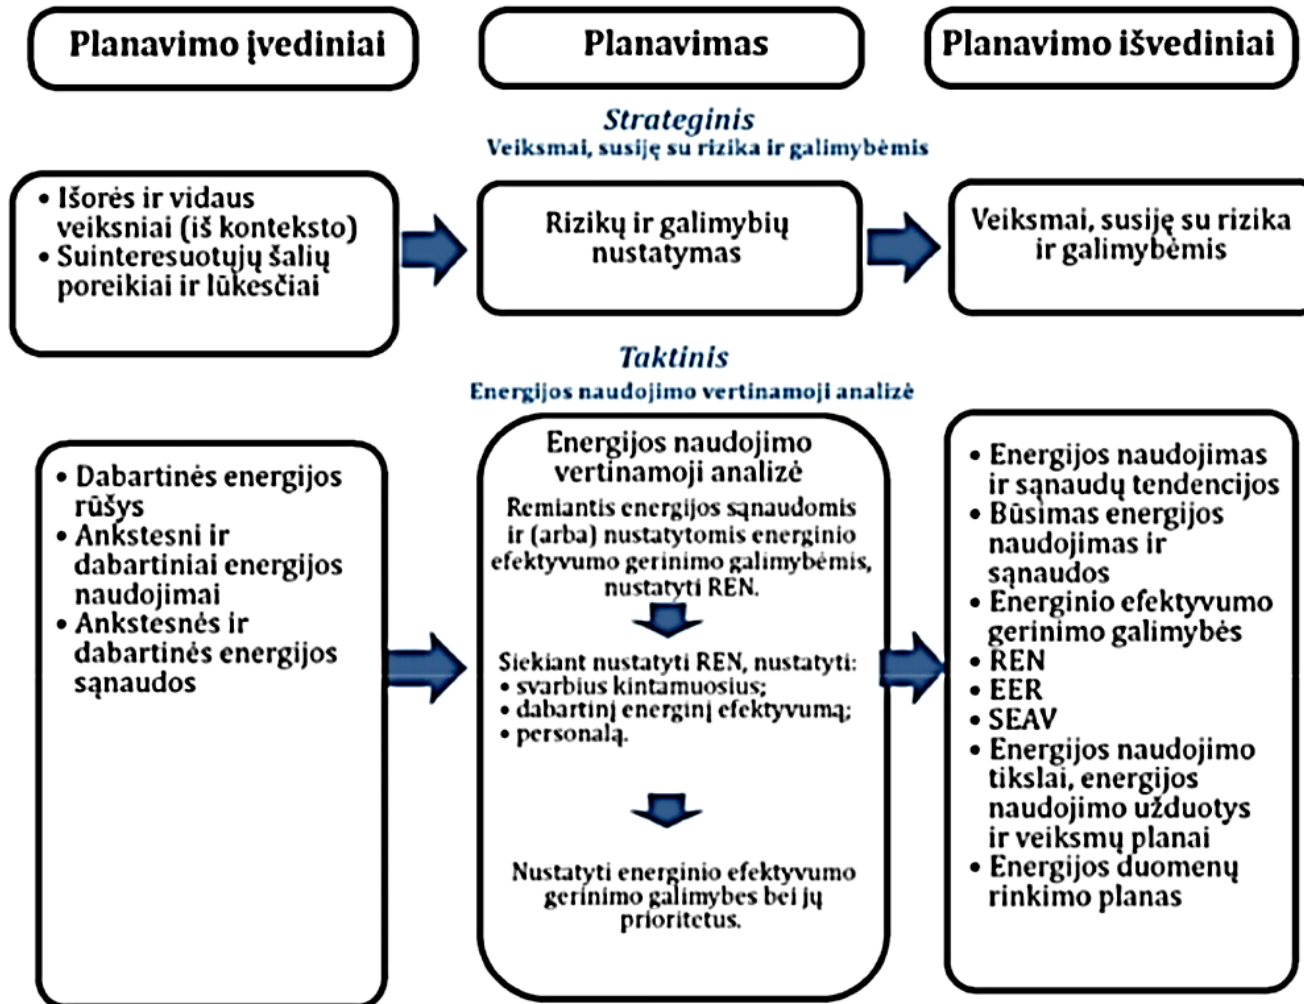 Planavimo įvediniai
Planavimas
Planavimo išvediniai
Strateginis
Veiksmai, susiję su rizika ir galimybėmis
• Išorės ir vidaus
veiksniai (iš konteksto)
• Suinteresuotųjų šalių
poreikiai ir lūkesčiai
Rizikų ir galimybių
nustatymas
Veiksmai, susiję su rizika
ir galimybėmis
Taktinis
Energijos naudojimo vertinamoji analizė
• Dabartinės energijos
rūšys
• Ankstesni ir
dabartiniai energijos
naudojimai
• Ankstesnės ir
dabartinės energijos
sąnaudos
Energijos naudojimo
vertinamoji analizė
Remiantis energijos sąnaudomis
ir (arba) nustatytomis energinio
efektyvumo gerinimo galimybėmis,
nustatyti REN.
Siekiant nustatyti REN, nustatyti:
• svarbius kintamuosius;
• dabartinį energinį efektyvumą;
• personalą.
Nustatyti energinio efektyvumo
gerinimo galimybes bei jų
prioritetus.
• Energijos naudojimas
ir sąnaudų tendencijos
• Būsimas energijos
naudojimas ir
sąnaudos
• Energinio efektyvumo
gerinimo galimybės
• REN
• EER
• SEAV
• Energijos naudojimo
tikslai, energijos
naudojimo užduotys
ir veiksmų planai
• Energijos duomenų
rinkimo planas